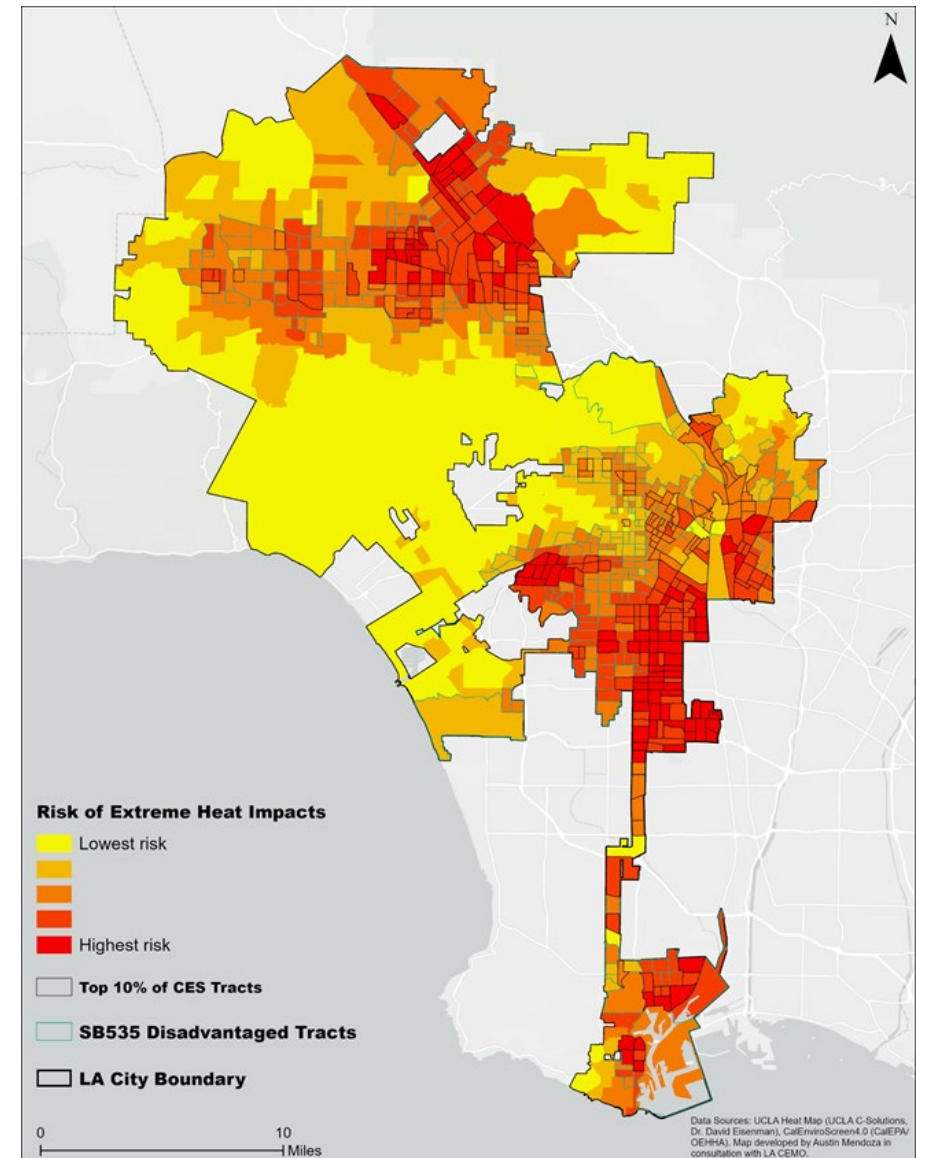 N
Risk of Extreme Heat Impacts
Lowest risk
Highest risk
Top 10% of CES Tracts
SB535 Disadvantaged Tracts
LA City Boundary
0 10
Miles
Data Sources: UCLA Heat Map (UCLA C-Solutions,
Dr. David Eisenman), CalEnviroScreen4.0 (CalEPA/
OEHHA). Map developed by Austin Mendoza in
consultation with LA CEMO.